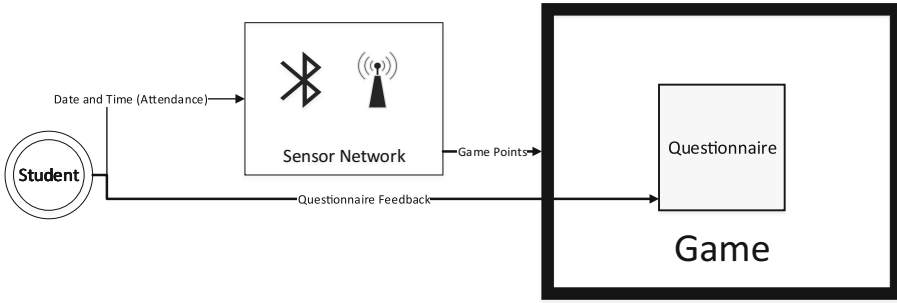 Date and Time (Attendance)
Sensor Network
Game Points
Questionnaire
Student
Questionnaire Feedback
Game